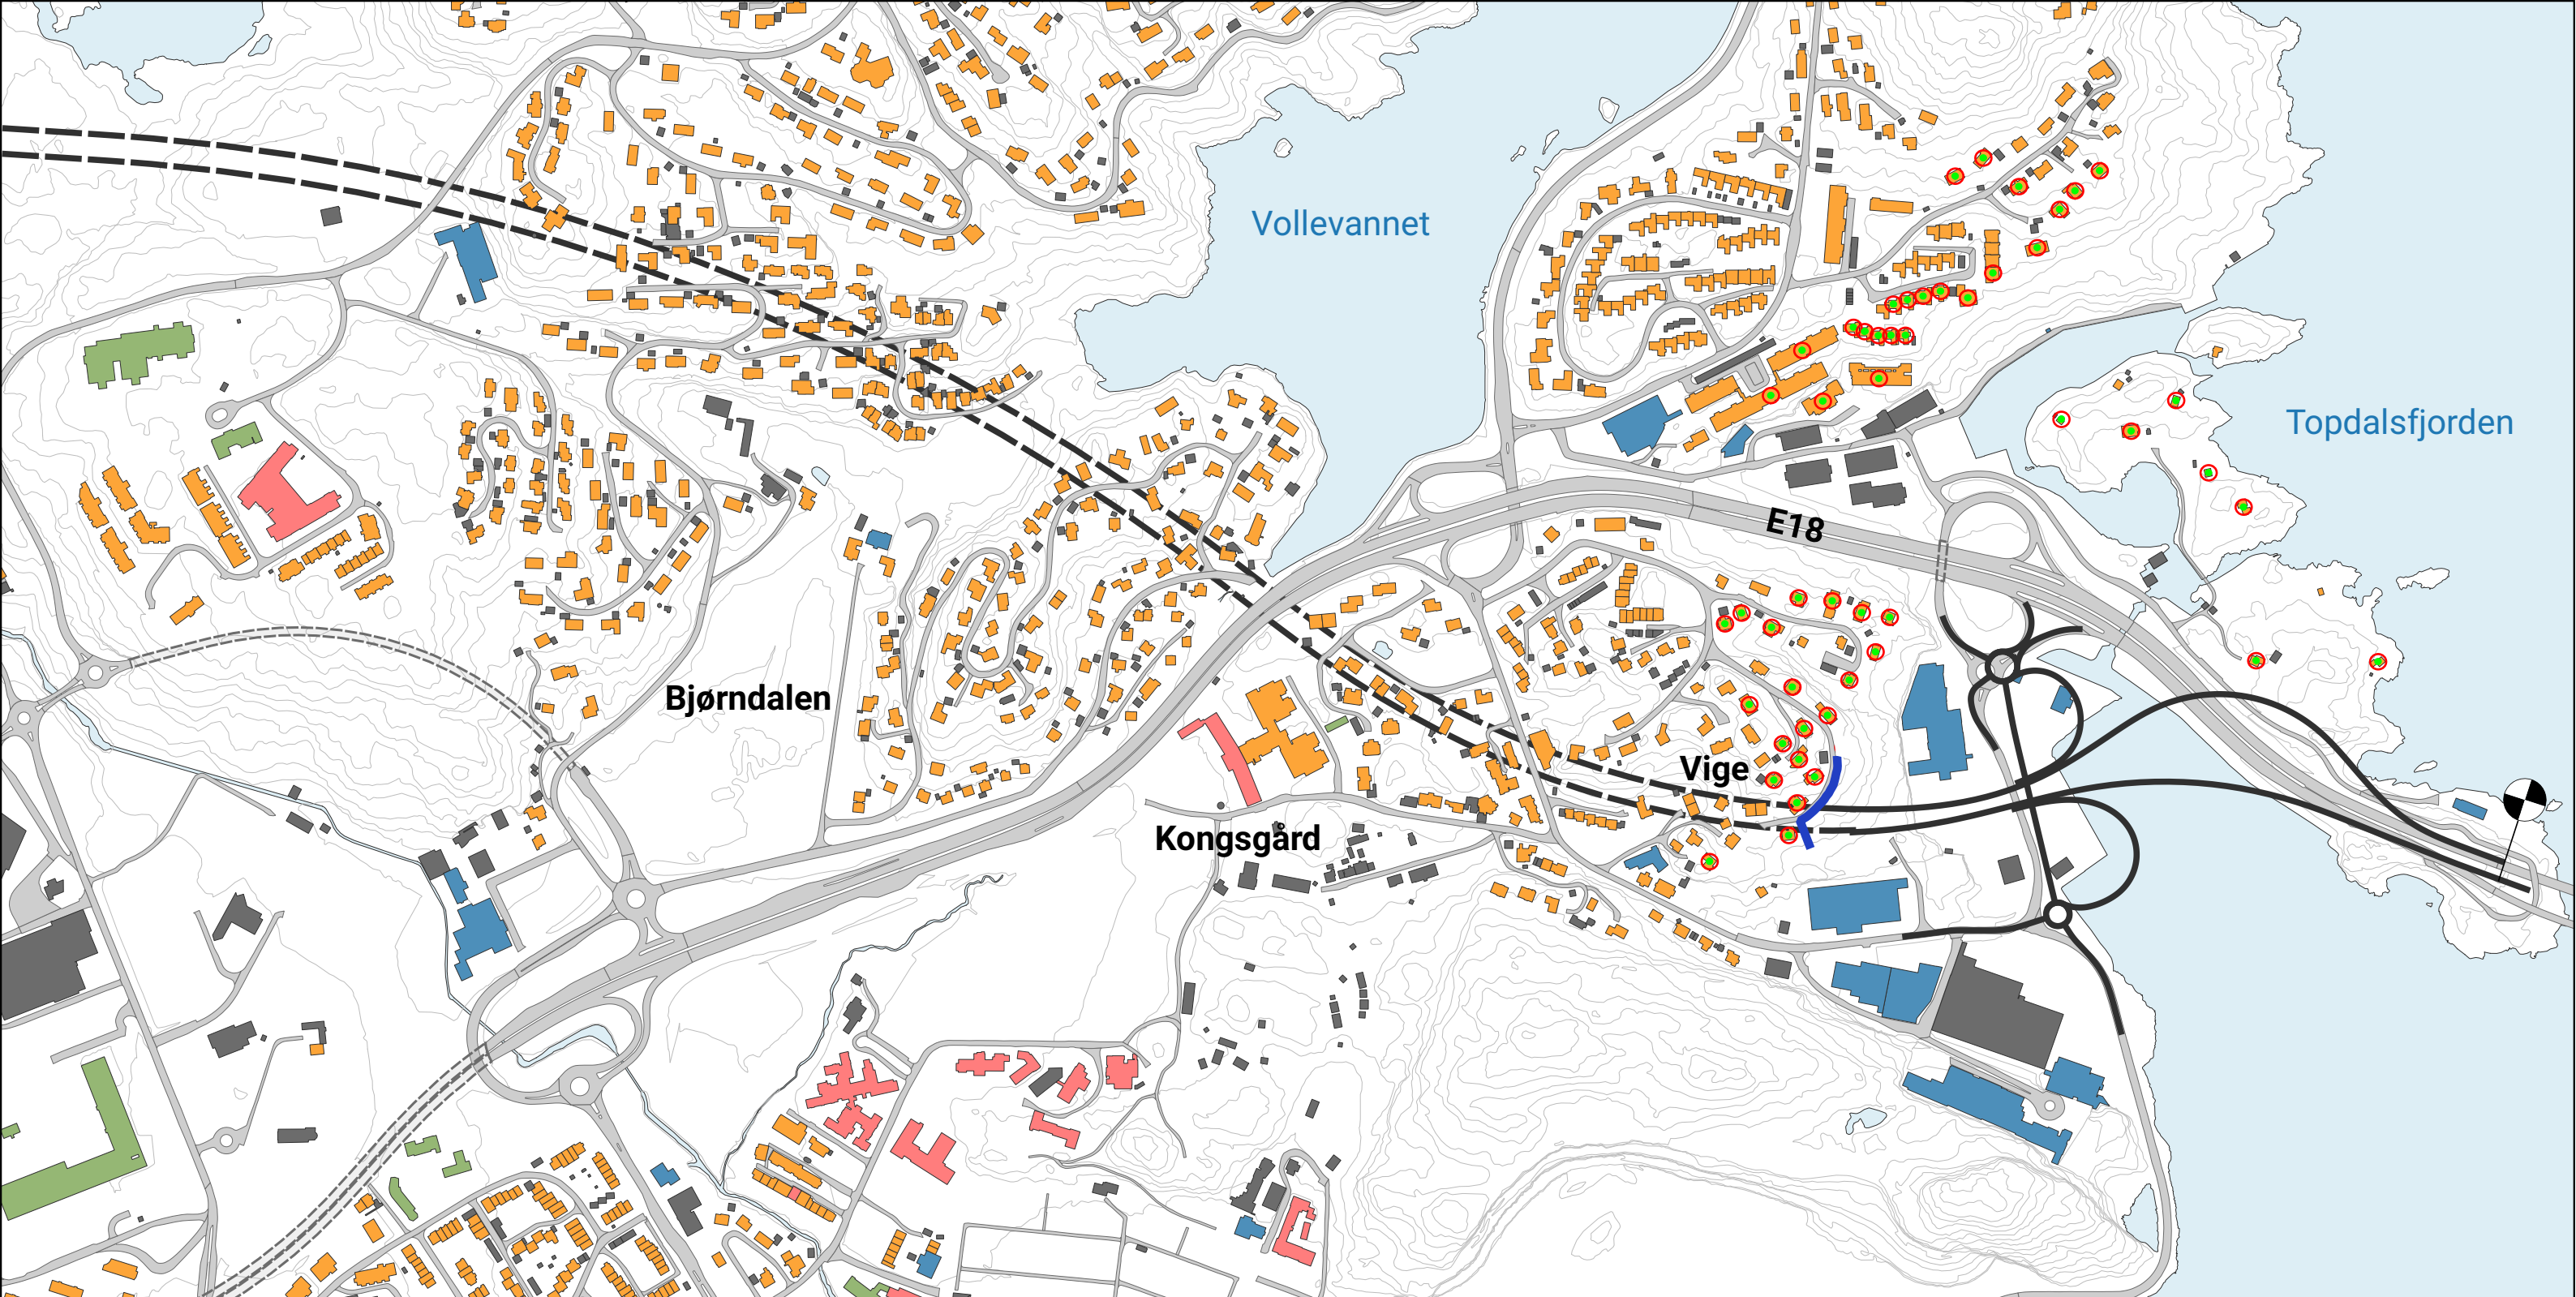 Vollevannet
Topdalsfjorden
E18
Bjørndalen
Vige
Kongsgård